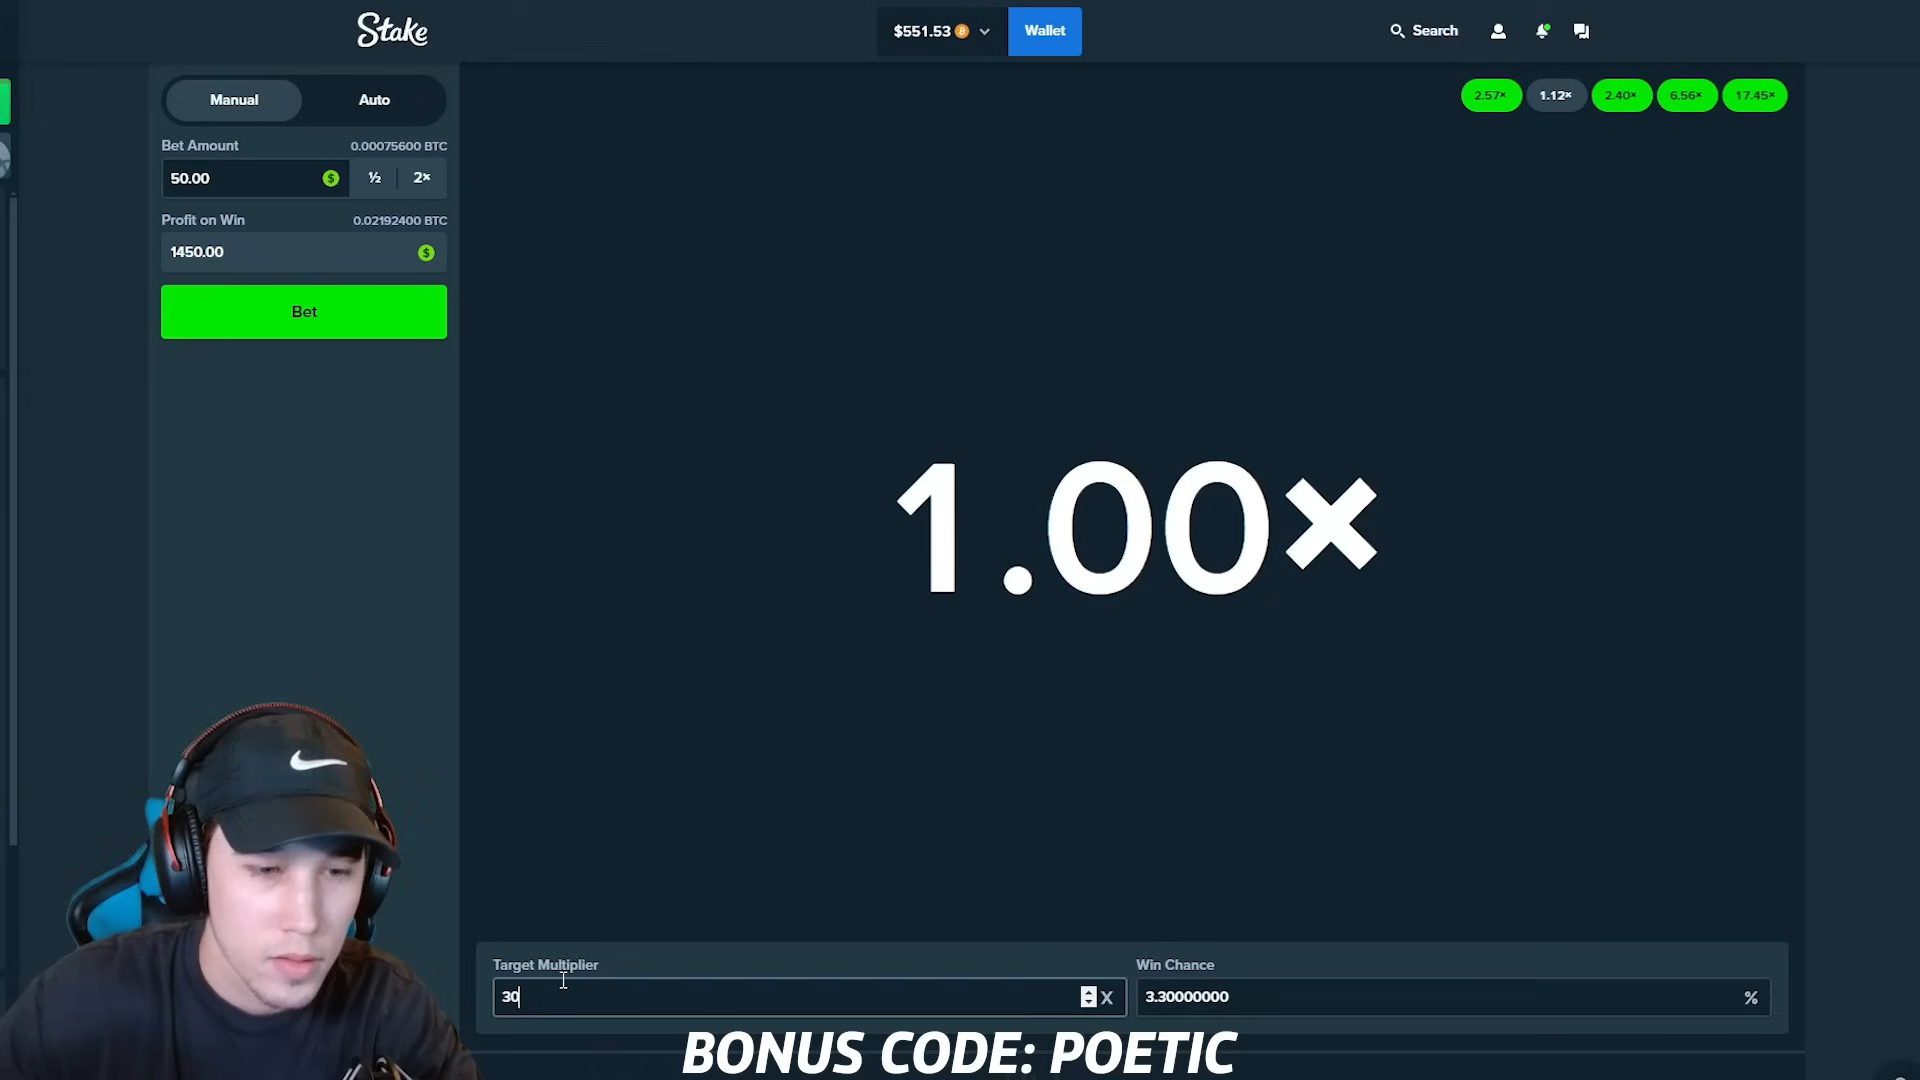 Stake
$551.53
Wallet
Search
Manual
Auto
2.57×
1.12×
2.40×
6.56×
17.45×
Bet Amount
0.00075600 BTC
50.00
$
½
2×
Profit on Win
0.02192400 BTC
1450.00
$
Bet
1.00×
Target Multiplier
30
X
Win Chance
3.30000000
%
BONUS CODE: POETIC